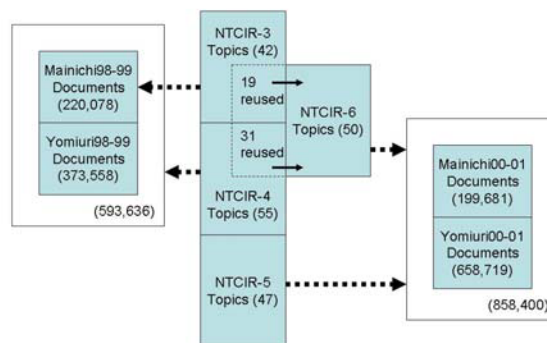 Mainichi98-99
Documents
(220,078)
Yomiuri98-99
Documents
(373,558)
(593,636)
NTCIR-3
Topics (42)
19
reused
31
reused
NTCIR-4
Topics (55)
NTCIR-5
Topics (47)
NTCIR-6
Topics (50)
Mainichi00-01
Documents
(199,681)
Yomiuri00-01
Documents
(658,719)
(858,400)